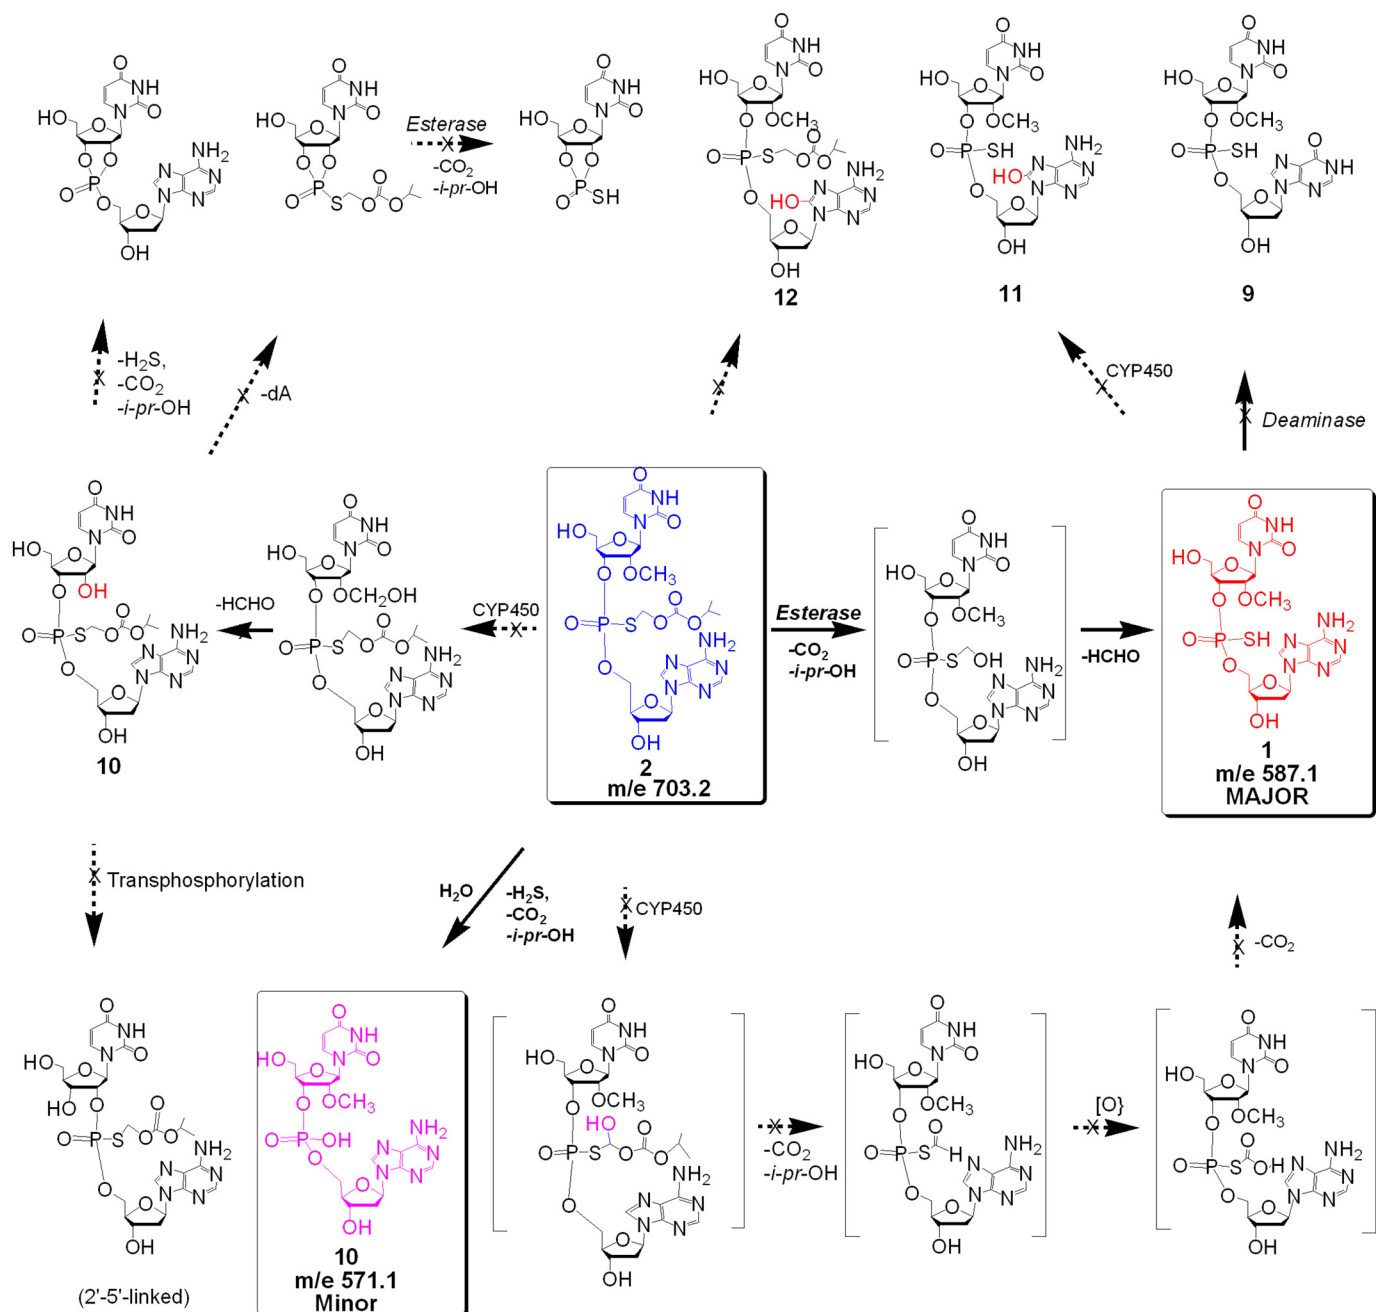 Esterase
-CO2
-i-pr-OH
12
11
9
-H2S,
-CO2
-i-pr-OH
-dA
CYP450
Deaminase
-HCHO
CYP450
Esterase
-CO2
-i-pr-OH
-HCHO
10
2
m/e 703.2
1
m/e 587.1
MAJOR
Transphosphorylation
H2O
-H2S,
-CO2
-i-pr-OH
CYP450
-CO2
-CO2
-i-pr-OH
[O}
(2'-5'-linked)
10
m/e 571.1
Minor